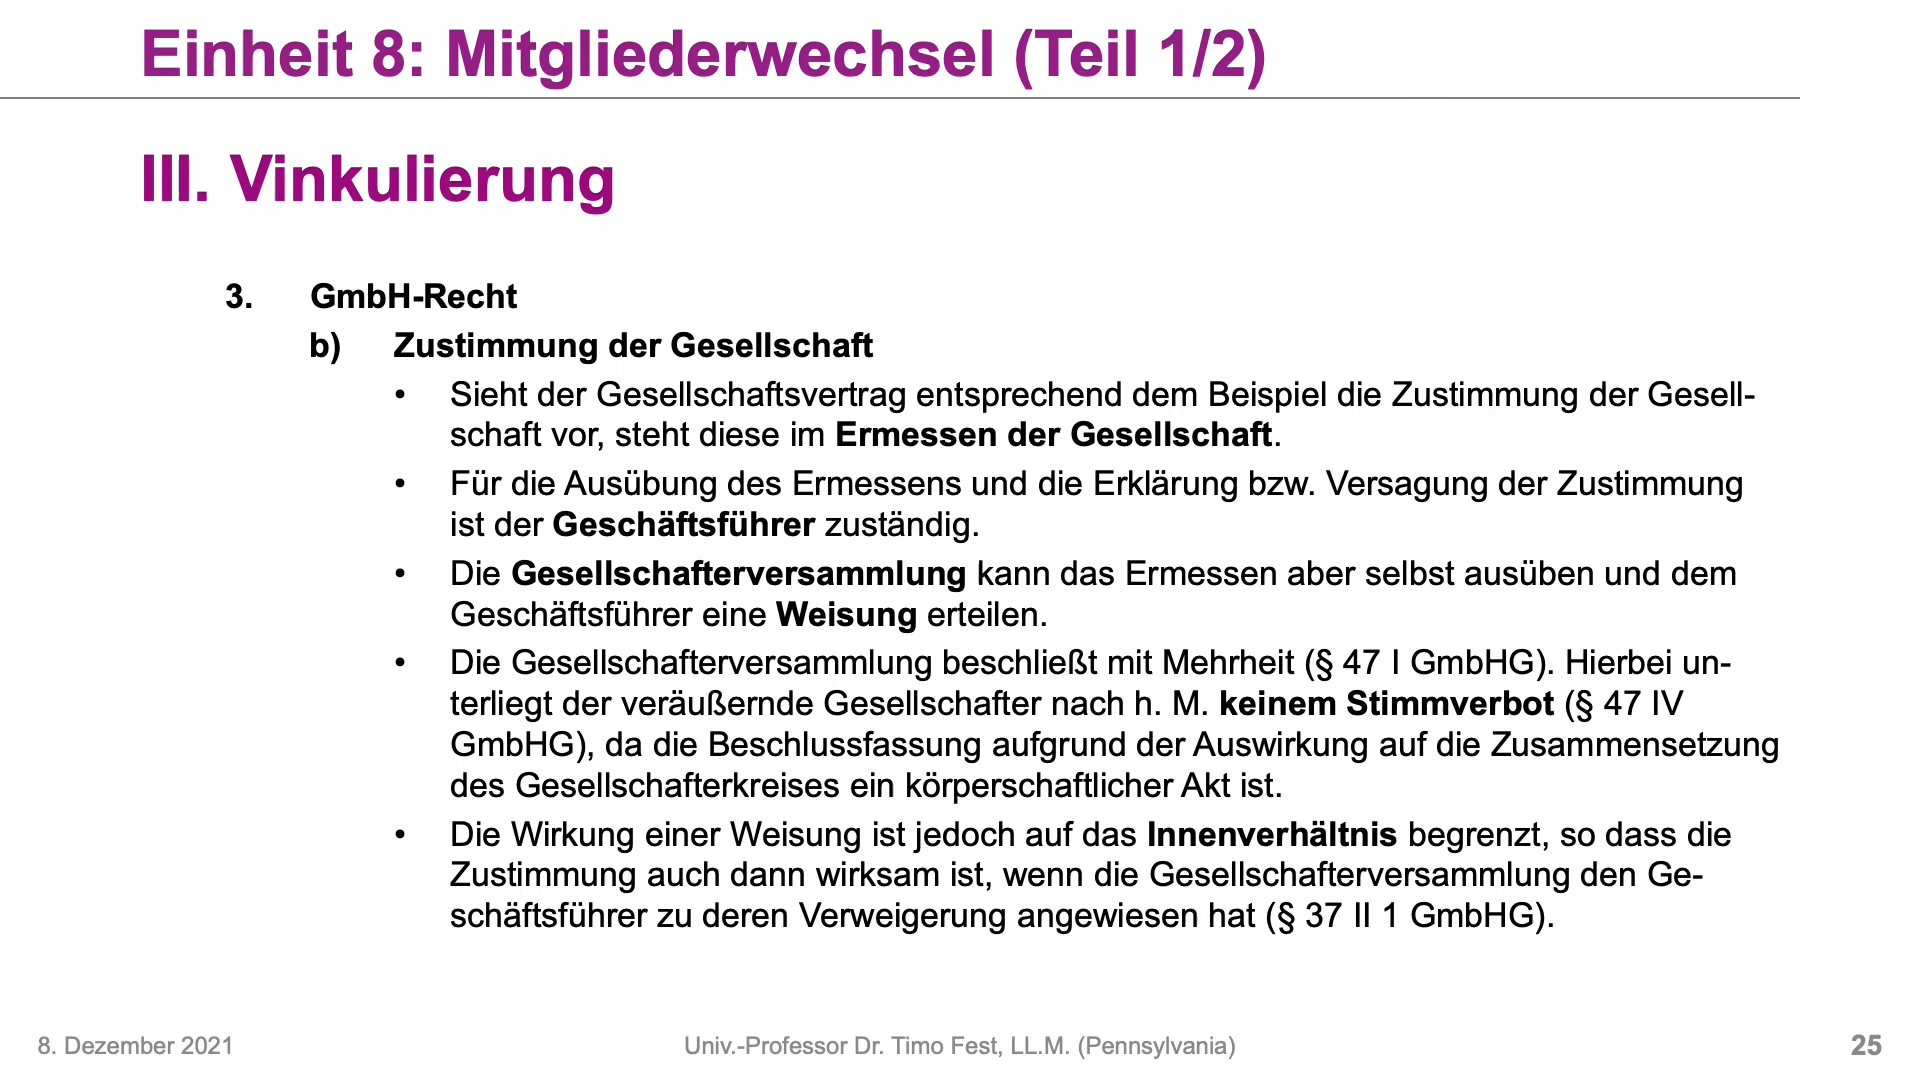 Einheit 8: Mitgliederwechsel (Teil 1/2)
III. Vinkulierung
3. GmbH-Recht
b) Zustimmung der Gesellschaft
• Sieht der Gesellschaftsvertrag entsprechend dem Beispiel die Zustimmung der Gesell-
schaft vor, steht diese im Ermessen der Gesellschaft.
• Für die Ausübung des Ermessens und die Erklärung bzw. Versagung der Zustimmung
ist der Geschäftsführer zuständig.
• Die Gesellschafterversammlung kann das Ermessen aber selbst ausüben und dem
Geschäftsführer eine Weisung erteilen.
• Die Gesellschafterversammlung beschließt mit Mehrheit (§ 47 I GmbHG). Hierbei un-
terliegt der veräußernde Gesellschafter nach h. M. keinem Stimmverbot (§ 47 IV
GmbHG), da die Beschlussfassung aufgrund der Auswirkung auf die Zusammensetzung
des Gesellschafterkreises ein körperschaftlicher Akt ist.
• Die Wirkung einer Weisung ist jedoch auf das Innenverhältnis begrenzt, so dass die
Zustimmung auch dann wirksam ist, wenn die Gesellschafterversammlung den Ge-
schäftsführer zu deren Verweigerung angewiesen hat (§ 37 II 1 GmbHG).
8. Dezember 2021
Univ.-Professor Dr. Timo Fest, LL.M. (Pennsylvania)
25